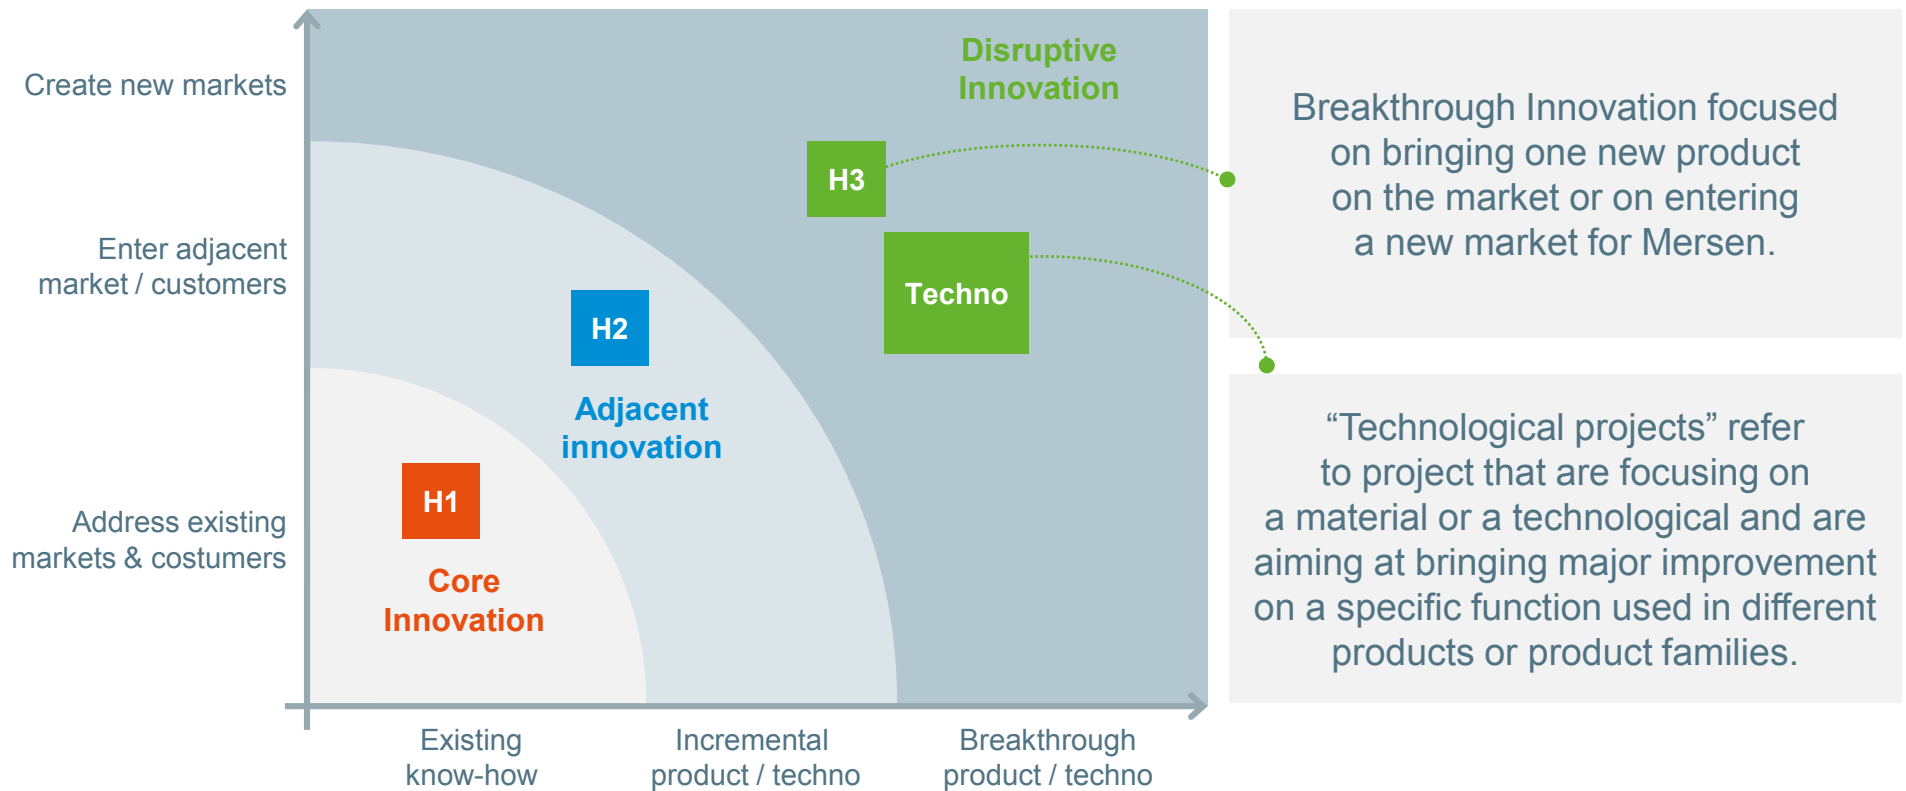 Create new markets
Enter adjacent
market / customers
Address existing
markets & costumers
Disruptive
Innovation
H3
Techno
H2
Adjacent
innovation
H1
Core
Innovation
Existing
know-how
Incremental
product / techno
Breakthrough
product / techno
Breakthrough Innovation focused
on bringing one new product
on the market or on entering
a new market for Mersen.
“Technological projects” refer
to project that are focusing on
a material or a technological and are
aiming at bringing major improvement
on a specific function used in different
products or product families.